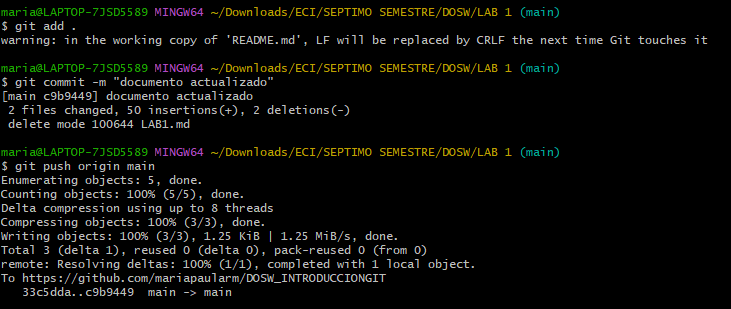 maria@LAPTOP-7JSD5589 MINGW64 ~/Downloads/ECI/SEPTIMO SEMESTRE/DOSW/LAB 1 (main)
$ git add .
warning: in the working copy of 'README.md', LF will be replaced by CRLF the next time Git touches it
maria@LAPTOP-7JSD5589 MINGW64 ~/Downloads/ECI/SEPTIMO SEMESTRE/DOSW/LAB 1 (main)
$ git commit -m "documento actualizado"
[main c9b9449] documento actualizado
 2 files changed, 50 insertions(+), 2 deletions(-)
 delete mode 100644 LAB1.md
maria@LAPTOP-7JSD5589 MINGW64 ~/Downloads/ECI/SEPTIMO SEMESTRE/DOSW/LAB 1 (main)
$ git push origin main
Enumerating objects: 5, done.
Counting objects: 100% (5/5), done.
Delta compression using up to 8 threads
Compressing objects: 100% (3/3), done.
Writing objects: 100% (3/3), 1.25 KiB | 1.25 MiB/s, done.
Total 3 (delta 1), reused 0 (delta 0), pack-reused 0 (from 0)
remote: Resolving deltas: 100% (1/1), completed with 1 local object.
To https://github.com/mariapaularm/DOSW_INTRODUCCIONGIT
   33c5dda..c9b9449  main -> main